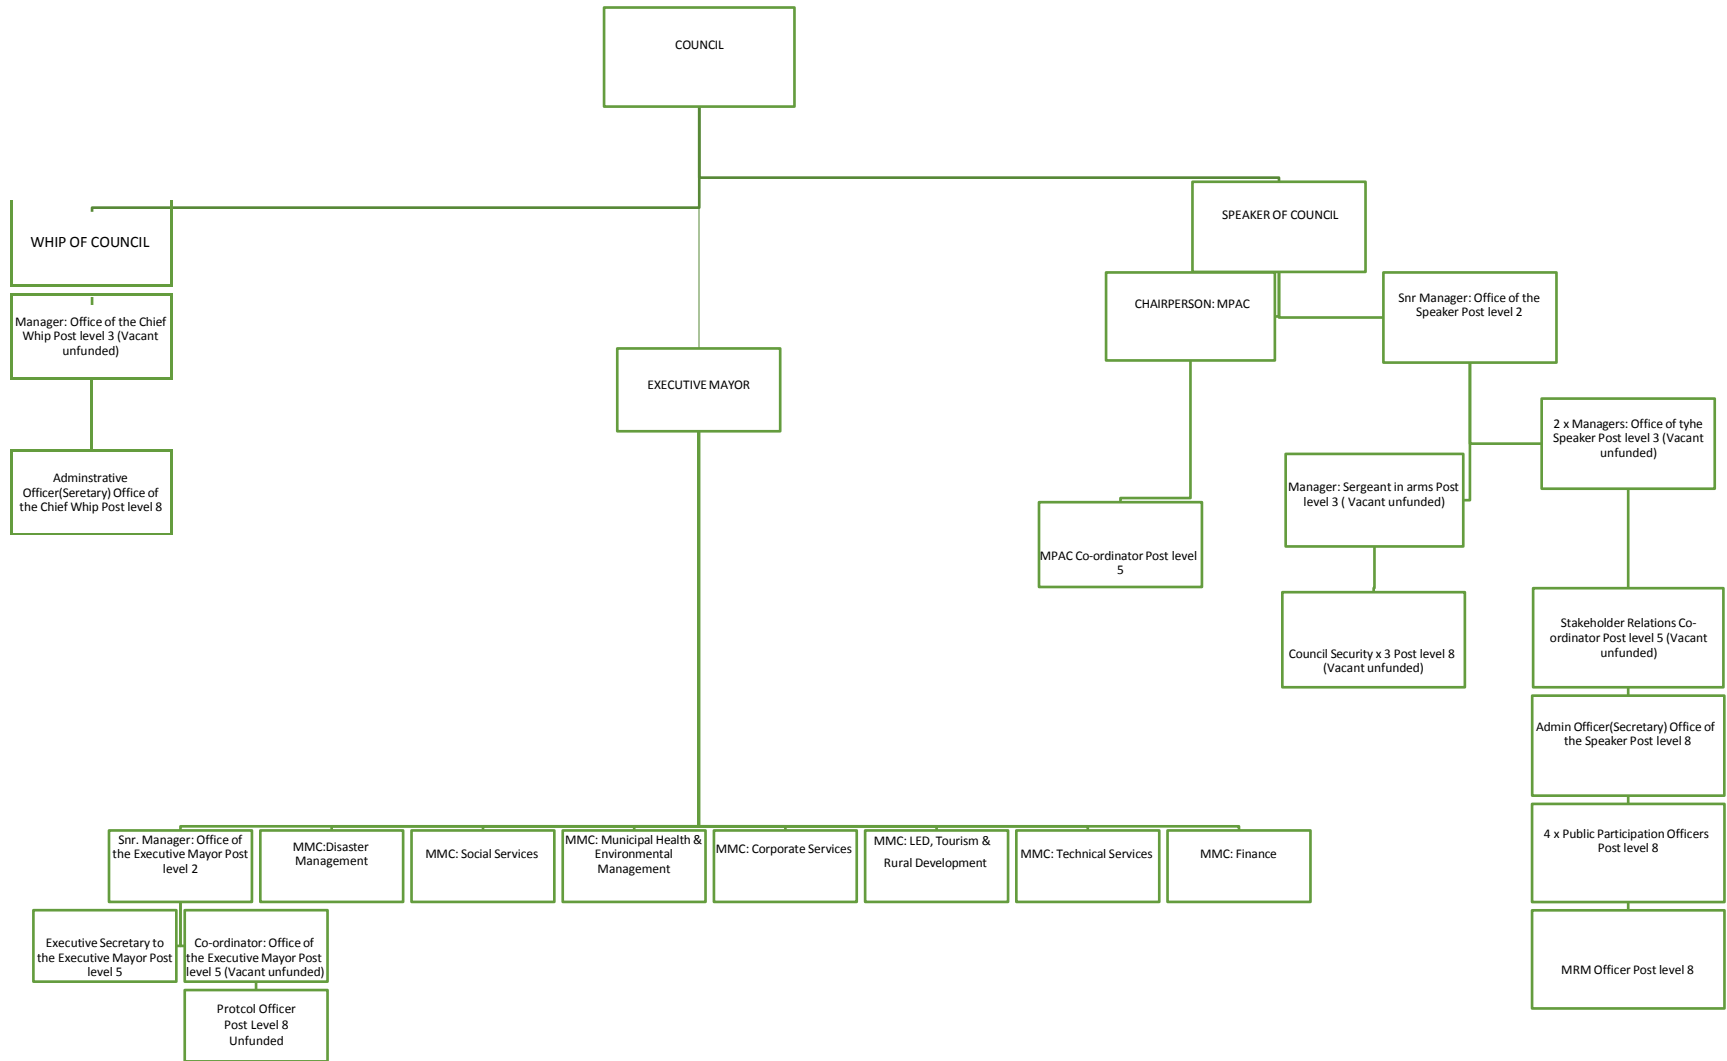 COUNCIL
SPEAKER OF COUNCIL
WHIP OF COUNCIL
CHAIRPERSON: MPAC
Snr Manager: Office of the
Speaker Post level 2
Manager: Office of the Chief
Whip Post level 3 (Vacant
unfunded)
EXECUTIVE MAYOR
2 x Managers: Office of tyhe
Speaker Post level 3 (Vacant
unfunded)
Adminstrative
Officer(Seretary) Office of
the Chief Whip Post level 8
Manager: Sergeant in arms Post
level 3 ( Vacant unfunded)
MPAC Co-ordinator Post level
5
Council Security x 3 Post level 8
(Vacant unfunded)
Stakeholder Relations Co-
ordinator Post level 5 (Vacant
unfunded)
Admin Officer(Secretary) Office of
the Speaker Post level 8
4 x Public Participation Officers
Post level 8
MRM Officer Post level 8
Snr. Manager: Office of
the Executive Mayor Post
level 2
MMC:Disaster
Management
MMC: Social Services
MMC: Municipal Health &
Environmental
Management
MMC: Corporate Services
MMC: LED, Tourism &
Rural Development
MMC: Technical Services
MMC: Finance
Executive Secretary to
the Executive Mayor Post
level 5
Co-ordinator: Office of
the Executive Mayor Post
level 5 (Vacant unfunded)
Protcol Officer
Post Level 8
Unfunded